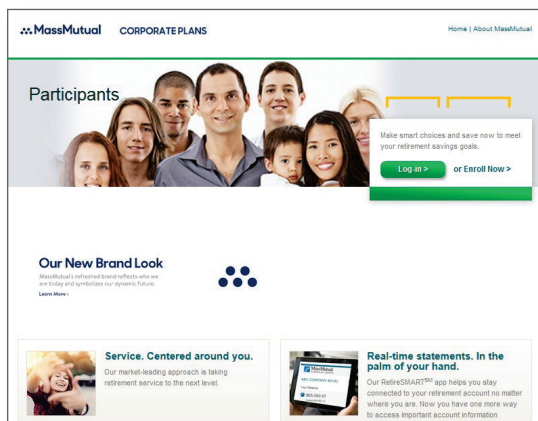 MassMutual CORPORATE PLANS
Home | About MassMutual
Participants
Make smart choices and save now to meet
your retirement savings goals.
Log-in > or Enroll Now >
Our New Brand Look
MassMutual's refreshed brand reflects who we
are today and symbolizes our dynamic future.
Learn More ›
Service. Centered around you.
Our market-leading approach is taking
retirement service to the next level.
MassMutual
Real-time statements. In the
palm of your hand.
Our RetireSMART℠ app helps you stay
connected to your retirement account no matter
where you are. Now you have one more way
to access important account information